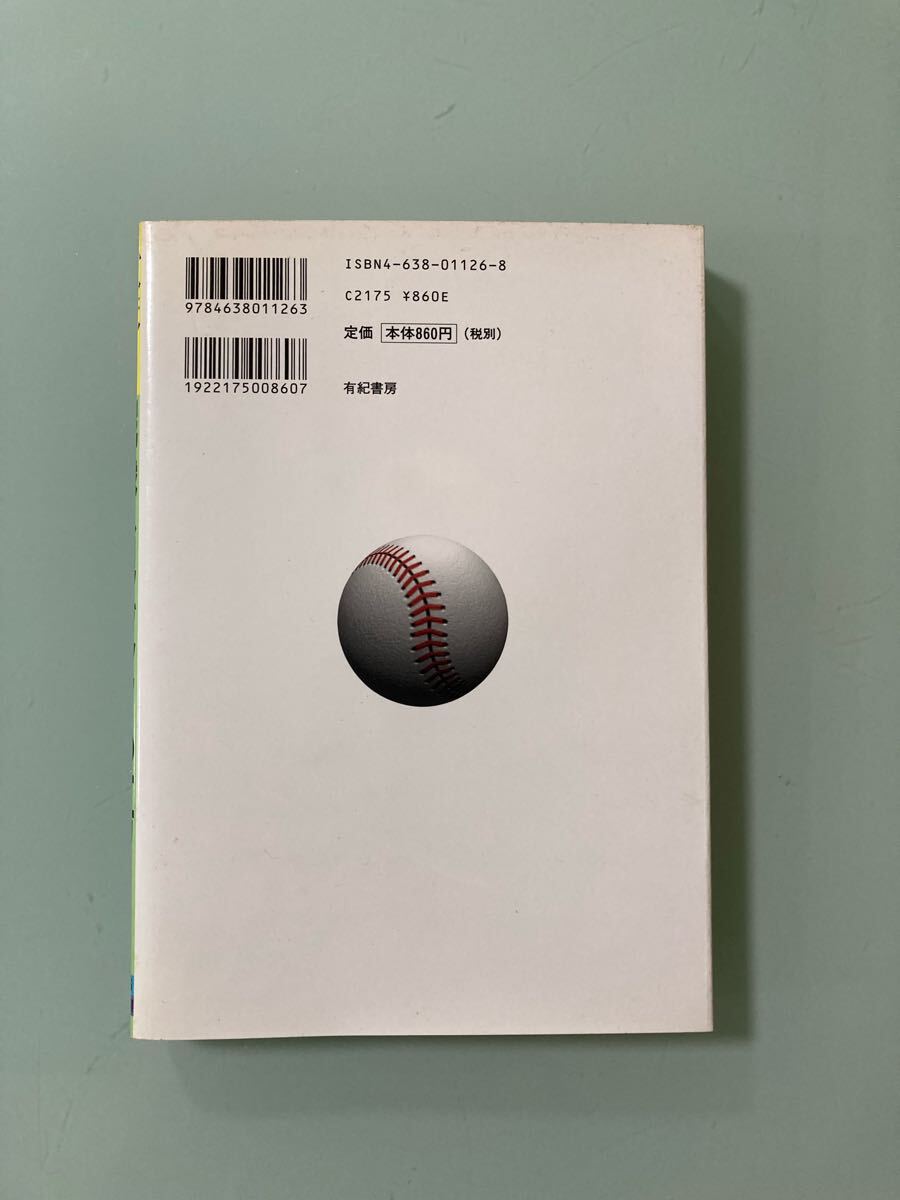 ISBN4-638-01126-8
9784638011263
C2175 ¥860E
定価 本体860円 (税別)
1922175008607
有紀書房